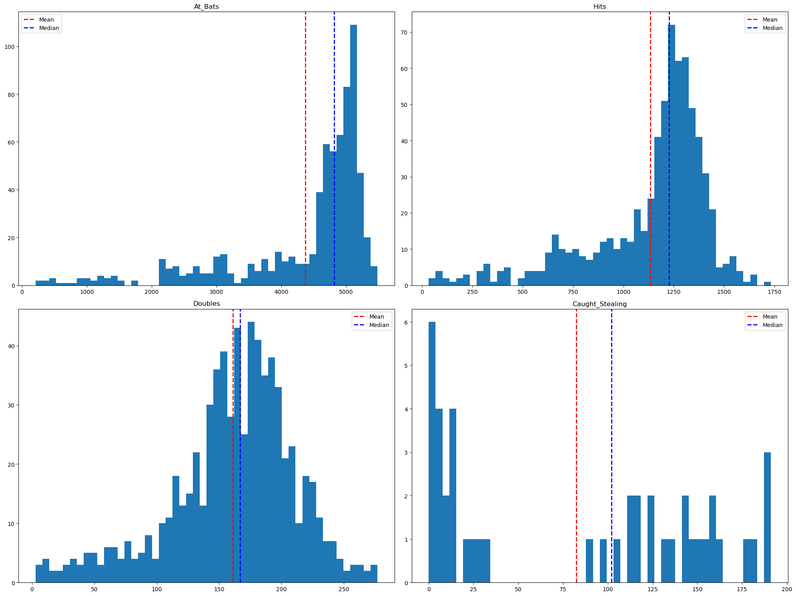 At_Bats
Mean
Median
100
80
60
40
20
0
0 1000 2000 3000 4000 5000
Hits
Mean
Median
70
60
50
40
30
20
10
0
0 250 500 750 1000 1250 1500 1750
Doubles
Mean
Median
40
30
20
10
0
0 50 100 150 200 250
Caught_Stealing
Mean
Median
6
5
4
3
2
1
0
0 25 50 75 100 125 150 175 200